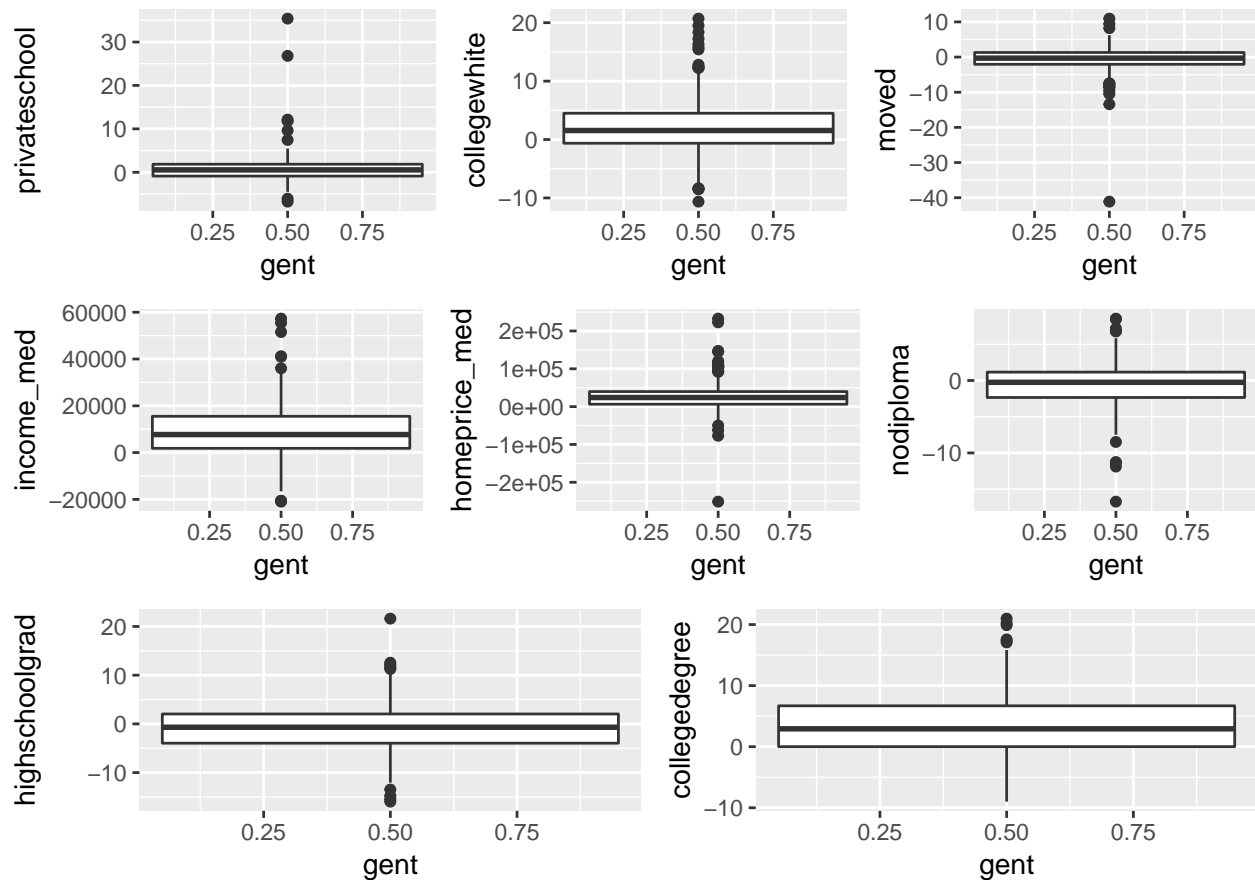 privateschool
30
20
10
0
0.25 0.50 0.75
gent
collegewhite
20
10
0
−10
0.25 0.50 0.75
gent
moved
10
0
−10
−20
−30
−40
0.25 0.50 0.75
gent
income_med
60000
40000
20000
0
−20000
0.25 0.50 0.75
gent
homeprice_med
2e+05
1e+05
0e+00
−1e+05
−2e+05
0.25 0.50 0.75
gent
nodiploma
0
−10
0.25 0.50 0.75
gent
highschoolgrad
20
10
0
−10
0.25 0.50 0.75
gent
collegedegree
20
10
0
−10
0.25 0.50 0.75
gent